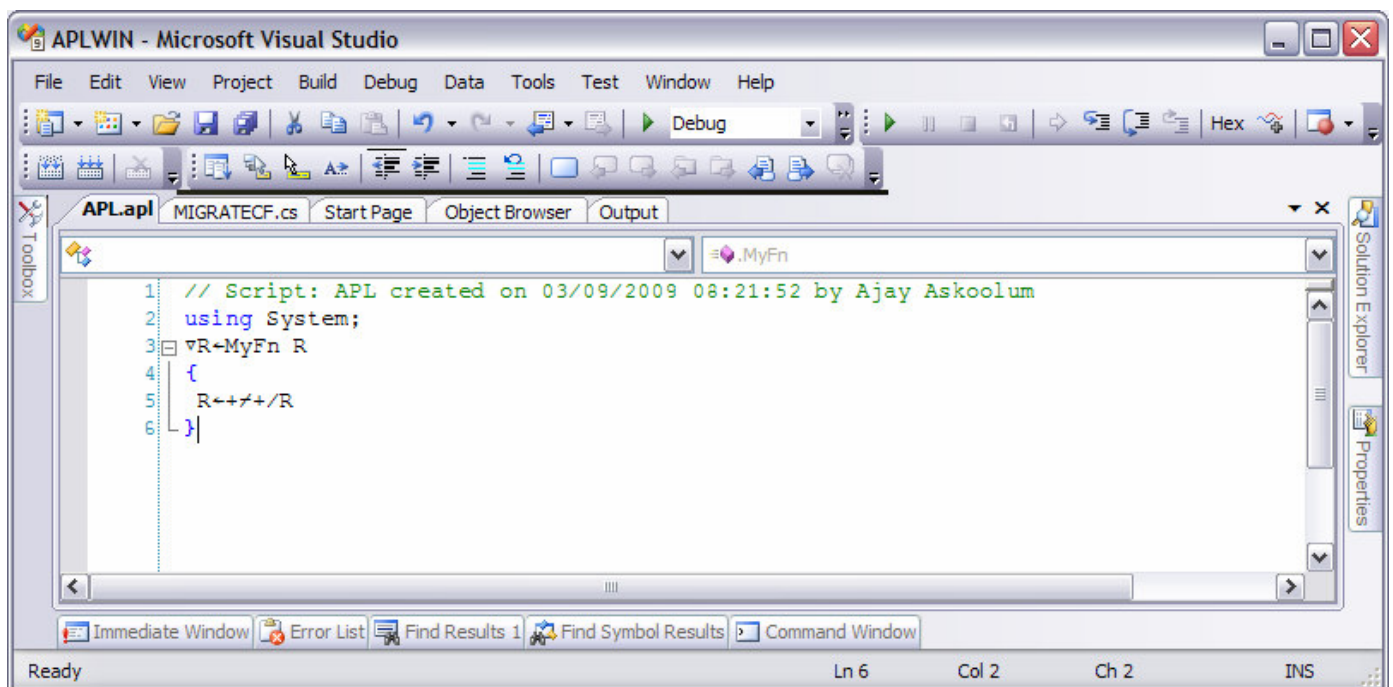 APLWIN - Microsoft Visual Studio
File Edit View Project Build Debug Data Tools Test Window Help
Debug
Hex
APL.apl MIGRATECF.cs Start Page Object Browser Output
Toolbox
Solution Explorer
Properties
.MyFn
1 // Script: APL created on 03/09/2009 08:21:52 by Ajay Askoolum
2 using System;
3 ∇R←MyFn R
4 {
5 R←+⌿+/R
6 }
Immediate Window Error List Find Results 1 Find Symbol Results Command Window
Ready Ln 6 Col 2 Ch 2 INS